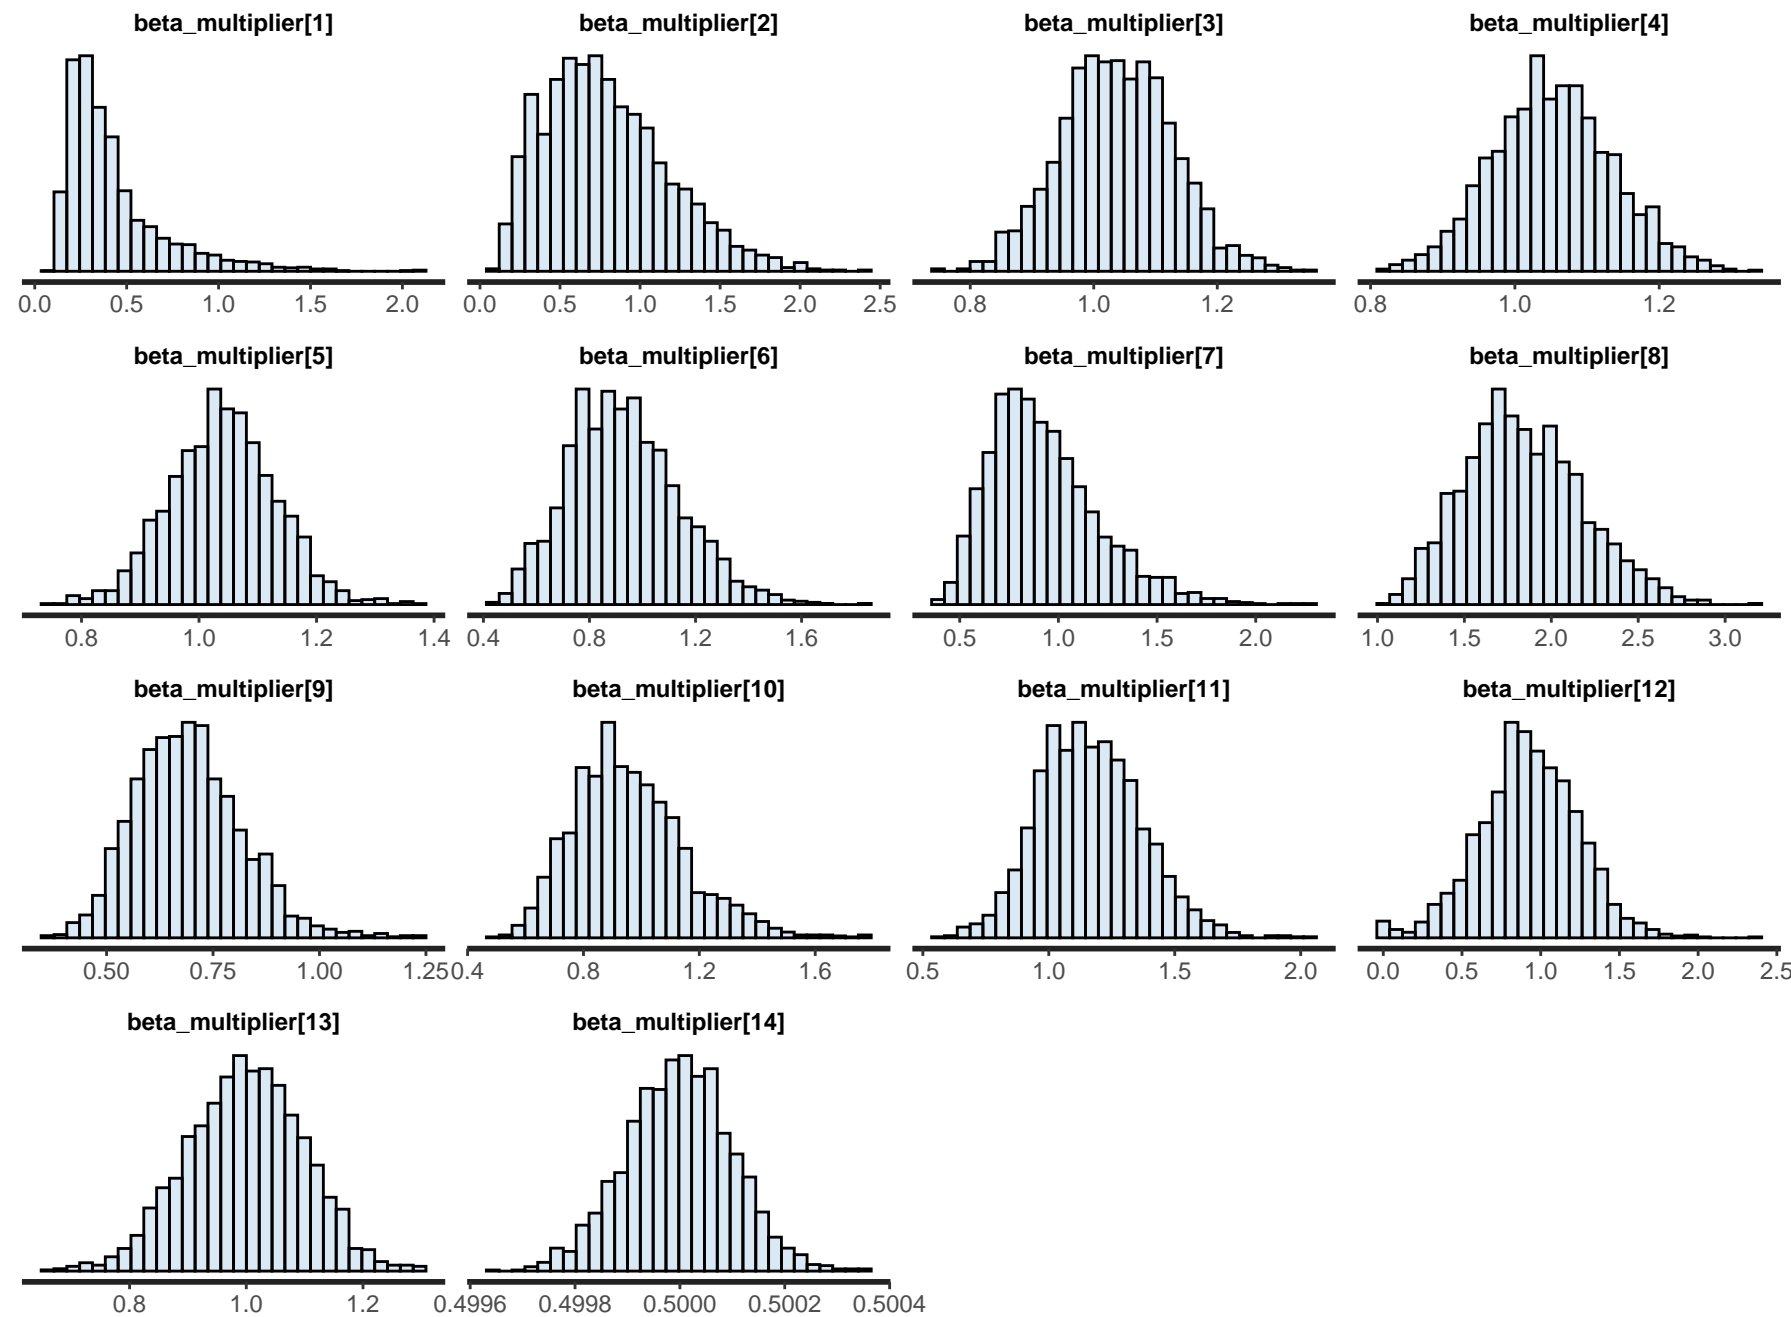 beta_multiplier[1] beta_multiplier[2] beta_multiplier[3] beta_multiplier[4]
0.0 0.5 1.0 1.5 2.0 0.0 0.5 1.0 1.5 2.0 2.5 0.8 1.0 1.2 0.8 1.0 1.2
beta_multiplier[5] beta_multiplier[6] beta_multiplier[7] beta_multiplier[8]
0.8 1.0 1.2 1.4 0.4 0.8 1.2 1.6 0.5 1.0 1.5 2.0 1.0 1.5 2.0 2.5 3.0
beta_multiplier[9] beta_multiplier[10] beta_multiplier[11] beta_multiplier[12]
0.50 0.75 1.00 1.25 0.4 0.8 1.2 1.6 0.5 1.0 1.5 2.0 0.0 0.5 1.0 1.5 2.0 2.5
beta_multiplier[13] beta_multiplier[14]
0.8 1.0 1.2 0.4996 0.4998 0.5000 0.5002 0.5004